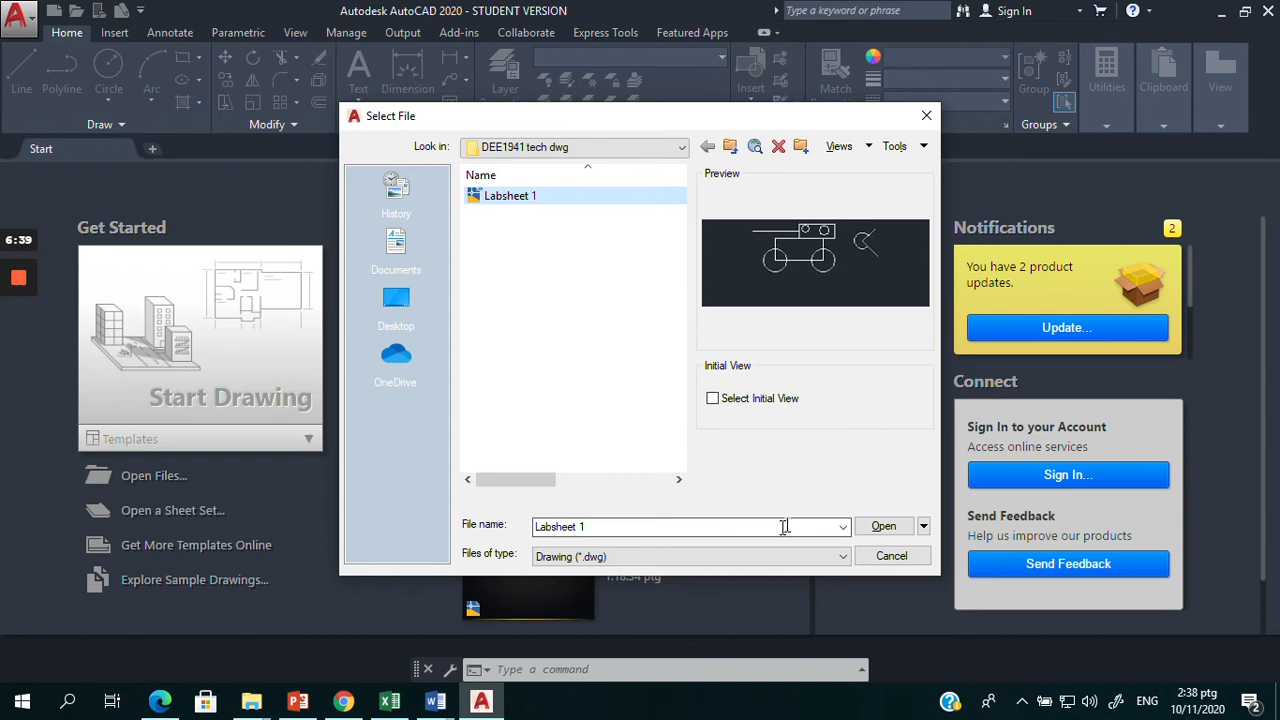 Autodesk AutoCAD 2020 - STUDENT VERSION
Type a keyword or phrase
Sign In
Home Insert Annotate Parametric View Manage Output Add-ins Collaborate Express Tools Featured Apps
Line Polyline Circle Arc Text Dimension Layer Insert Match Group Utilities Clipboard View
Draw Modify Groups
Start
Select File
Look in: DEE1941 tech dwg
Views Tools
Name
Labsheet 1
Preview
History
Documents
Desktop
OneDrive
Initial View
Select Initial View
File name: Labsheet 1 Open
Files of type: Drawing (*.dwg) Cancel
6:39
Get Started
Start Drawing
Templates
Open Files...
Open a Sheet Set...
Get More Templates Online
Explore Sample Drawings...
1:18:34 ptg
Notifications 2
You have 2 product
updates.
Update...
Connect
Sign In to your Account
Access online services
Sign In...
Send Feedback
Help us improve our products
Send Feedback
Type a command
ENG
2:38 ptg
10/11/2020
2